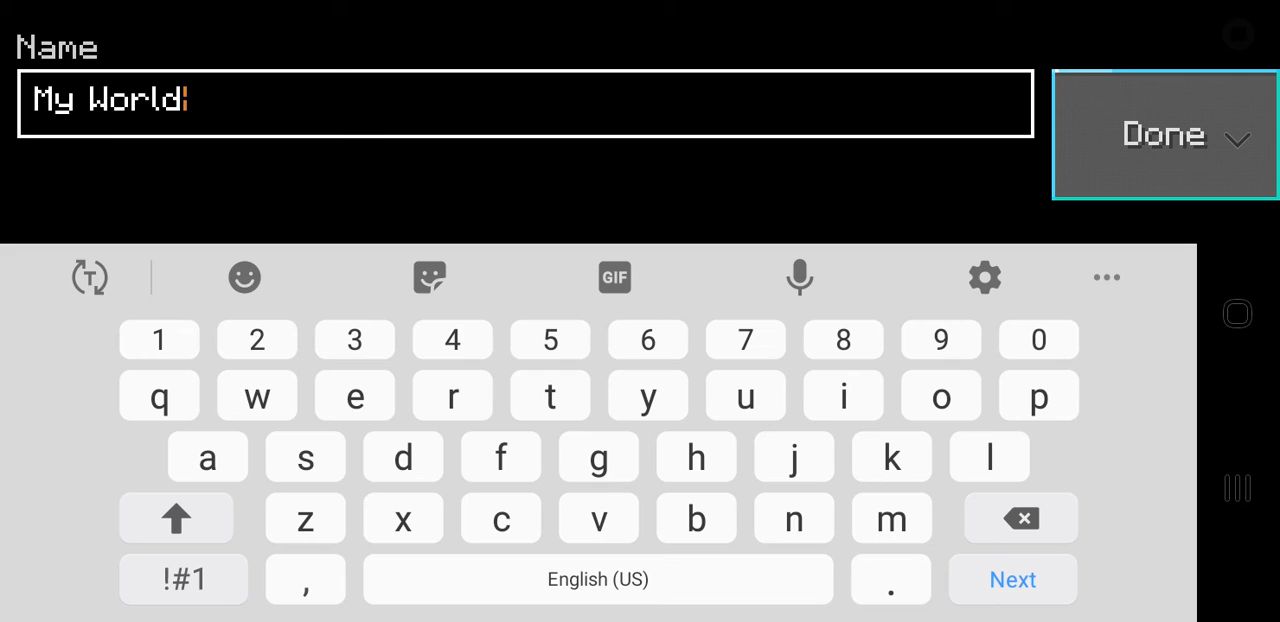 Name
My World
Done
GIF
1 2 3 4 5 6 7 8 9 0
q w e r t y u i o p
a s d f g h j k l
z x c v b n m
!#1 , English (US) . Next